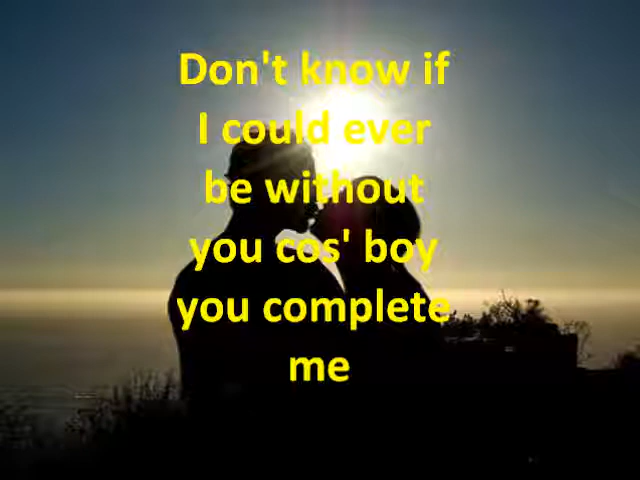 Don't know if
I could ever
be without
you cos' boy
you complete
me